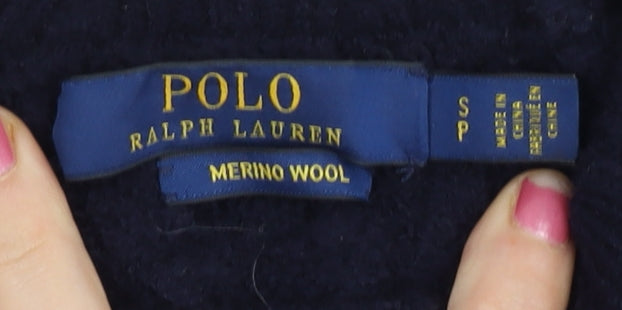 POLO
RALPH LAUREN
MERINO WOOL
S
P
MADE IN
CHINA
FABRIQUÉ EN
CHINE